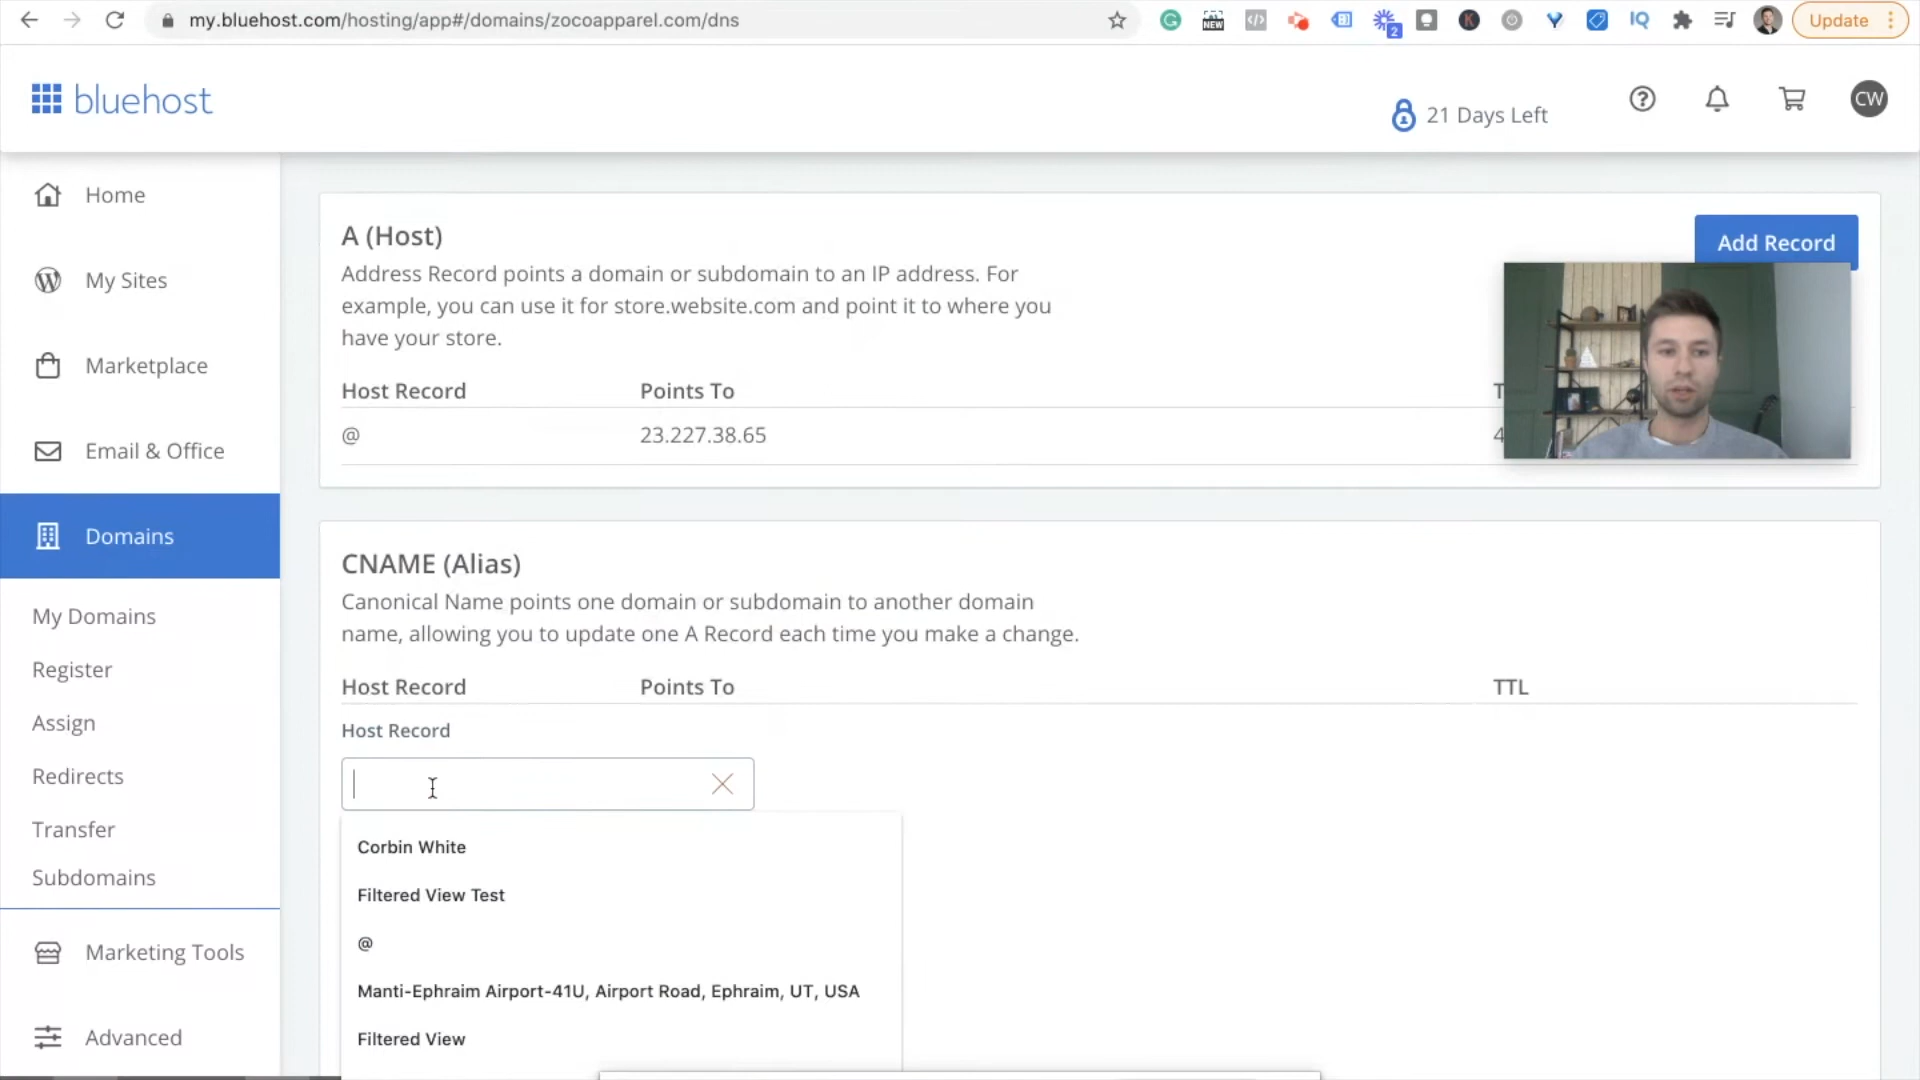 my.bluehost.com/hosting/app#/domains/zocoapparel.com/dns
NEW
2
K
IQ
Update
bluehost
21 Days Left
CW
Home
My Sites
Marketplace
Email & Office
Domains
My Domains
Register
Assign
Redirects
Transfer
Subdomains
Marketing Tools
Advanced
A (Host)
Add Record
Address Record points a domain or subdomain to an IP address. For
example, you can use it for store.website.com and point it to where you
have your store.
Host Record Points To T
@ 23.227.38.65 4
CNAME (Alias)
Canonical Name points one domain or subdomain to another domain
name, allowing you to update one A Record each time you make a change.
Host Record Points To TTL
Host Record
Corbin White
Filtered View Test
@
Manti-Ephraim Airport-41U, Airport Road, Ephraim, UT, USA
Filtered View